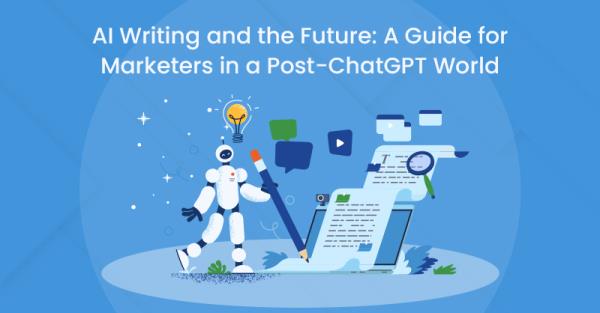 AI Writing and the Future: A Guide for
Marketers in a Post-ChatGPT World
T